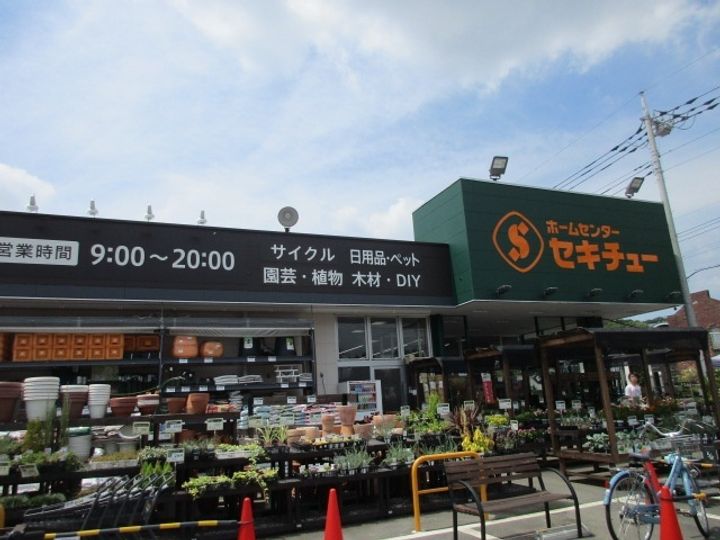 営業時間 9:00～20:00
サイクル 日用品・ペット
園芸・植物 木材・DIY
S
ホームセンター
セキチュー